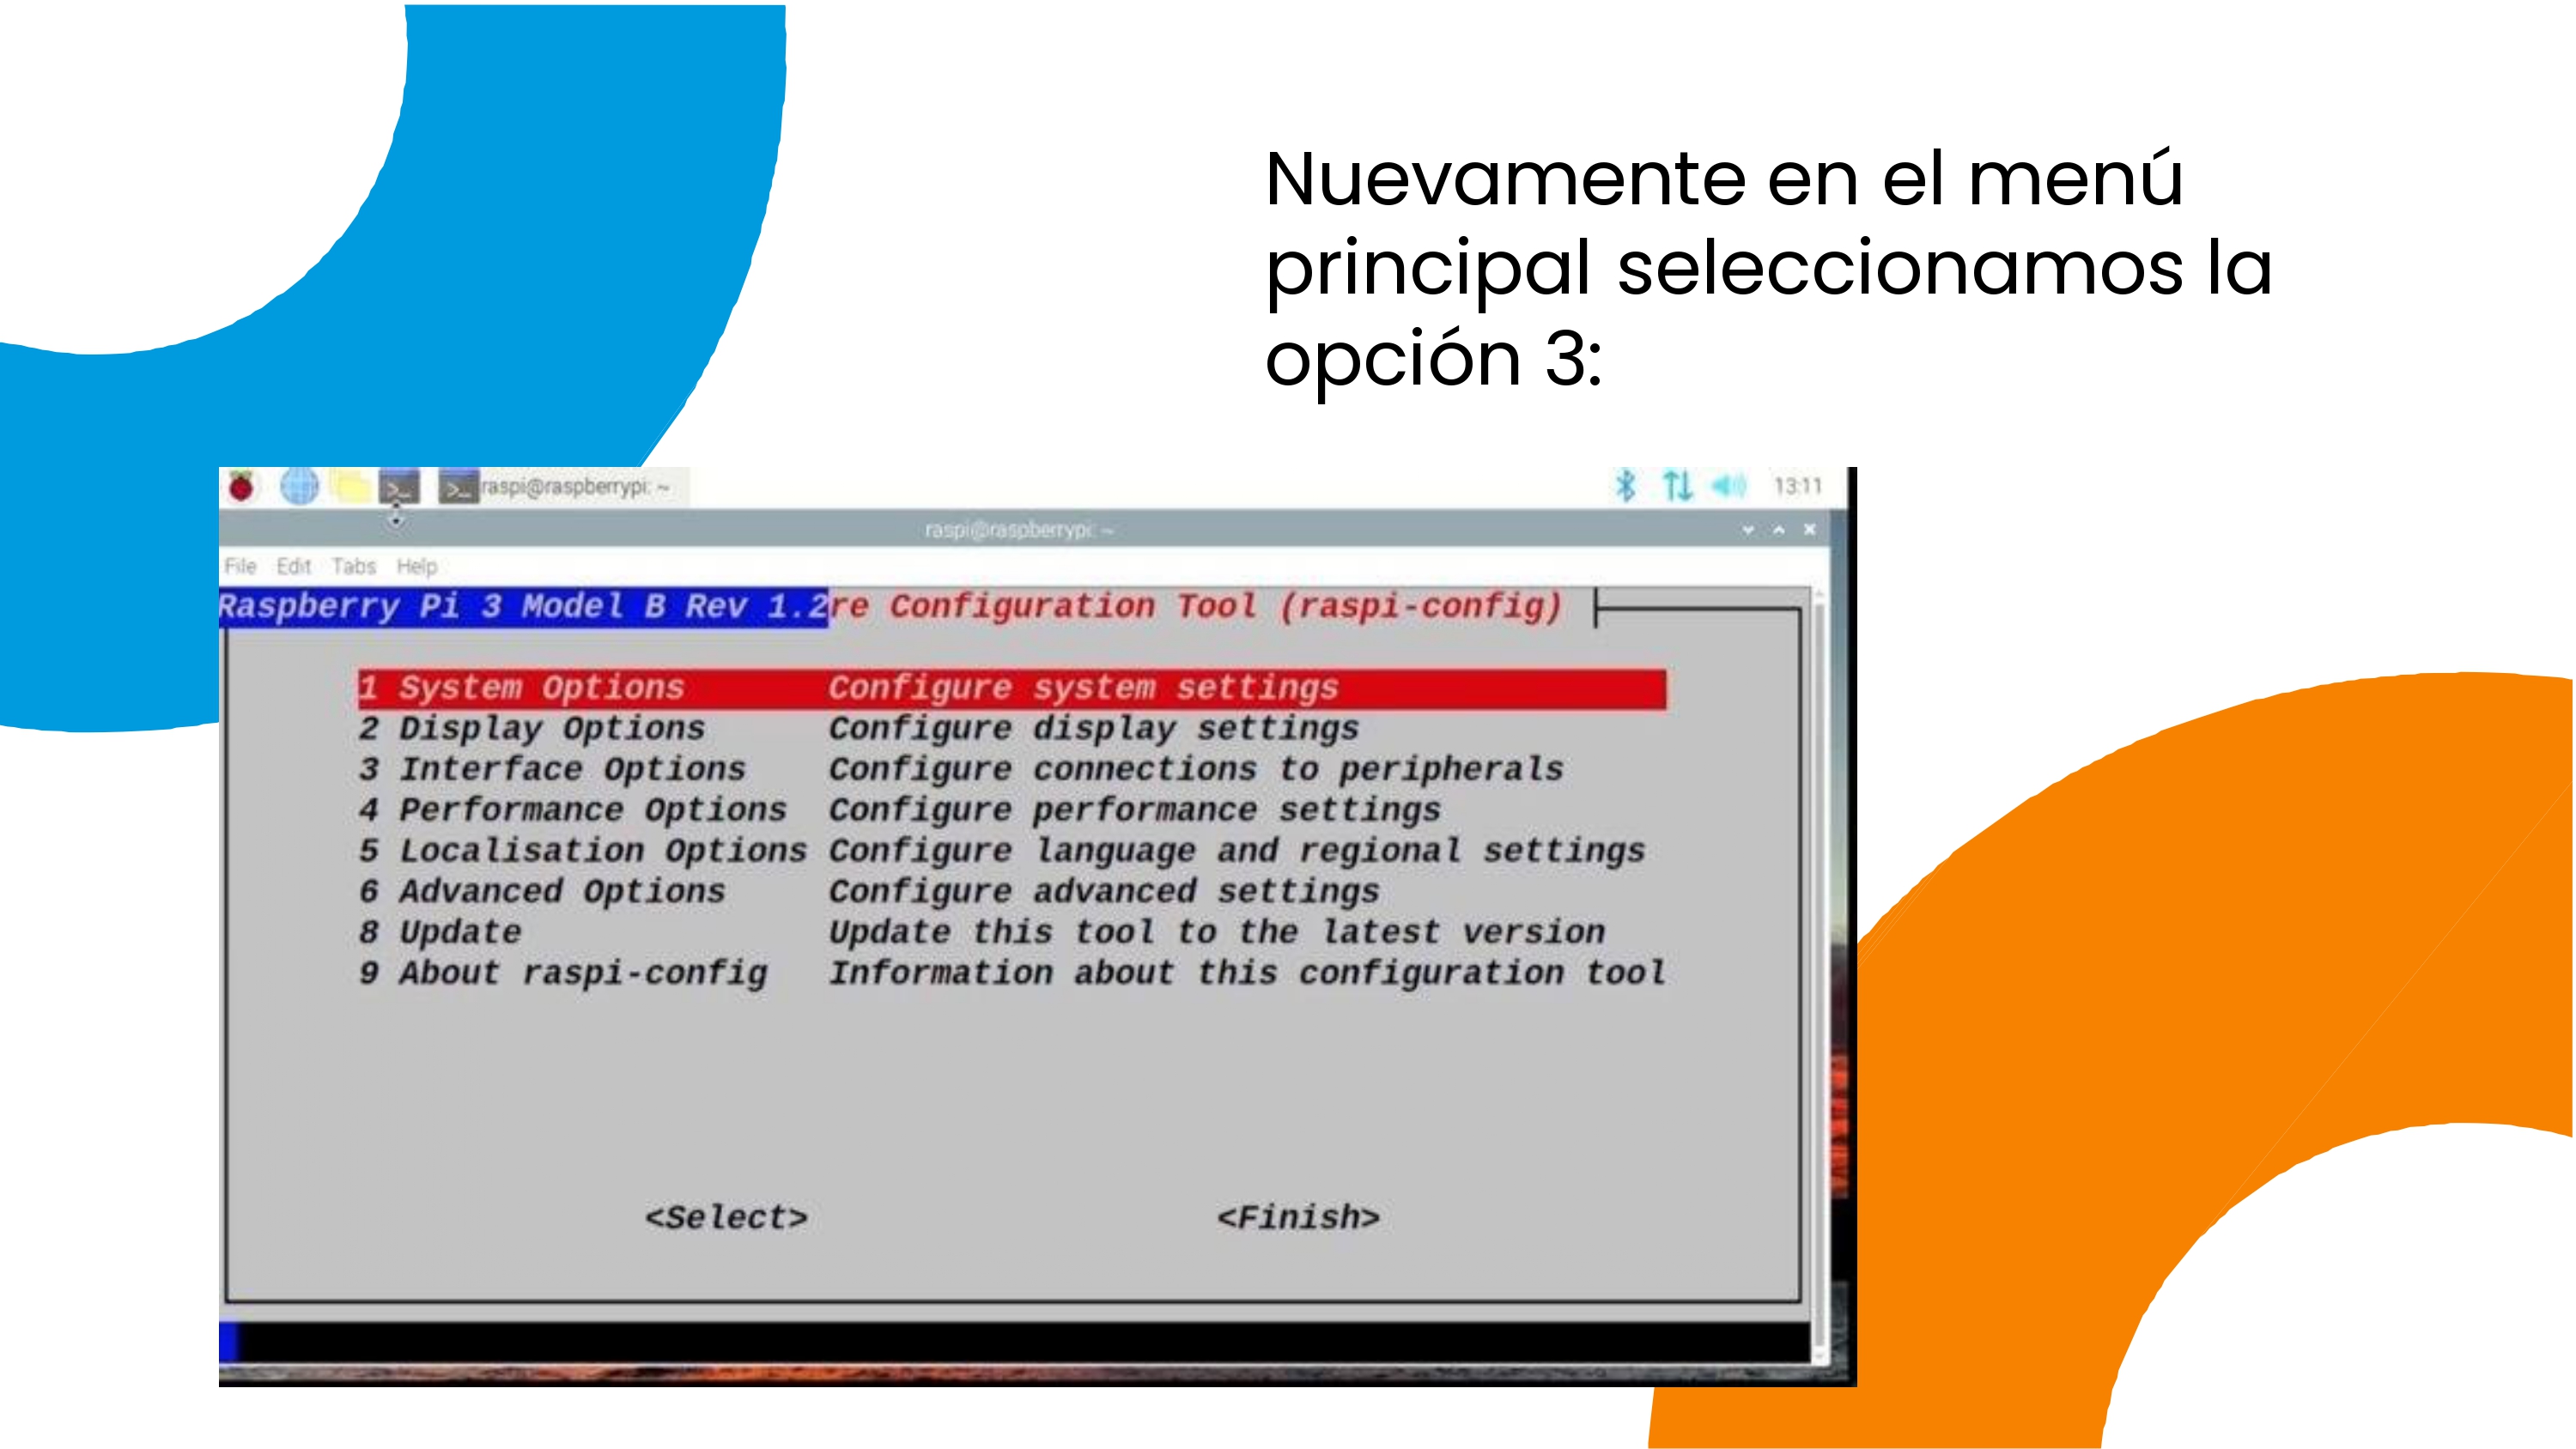 Nuevamente en el menú
principal seleccionamos la
opción 3:
raspi@raspberrypi: ~
13:11
raspi@raspberrypi: ~
File Edit Tabs Help
Raspberry Pi 3 Model B Rev 1.2re Configuration Tool (raspi-config)
1 System Options Configure system settings
2 Display Options Configure display settings
3 Interface Options Configure connections to peripherals
4 Performance Options Configure performance settings
5 Localisation Options Configure language and regional settings
6 Advanced Options Configure advanced settings
8 Update Update this tool to the latest version
9 About raspi-config Information about this configuration tool
<Select> <Finish>